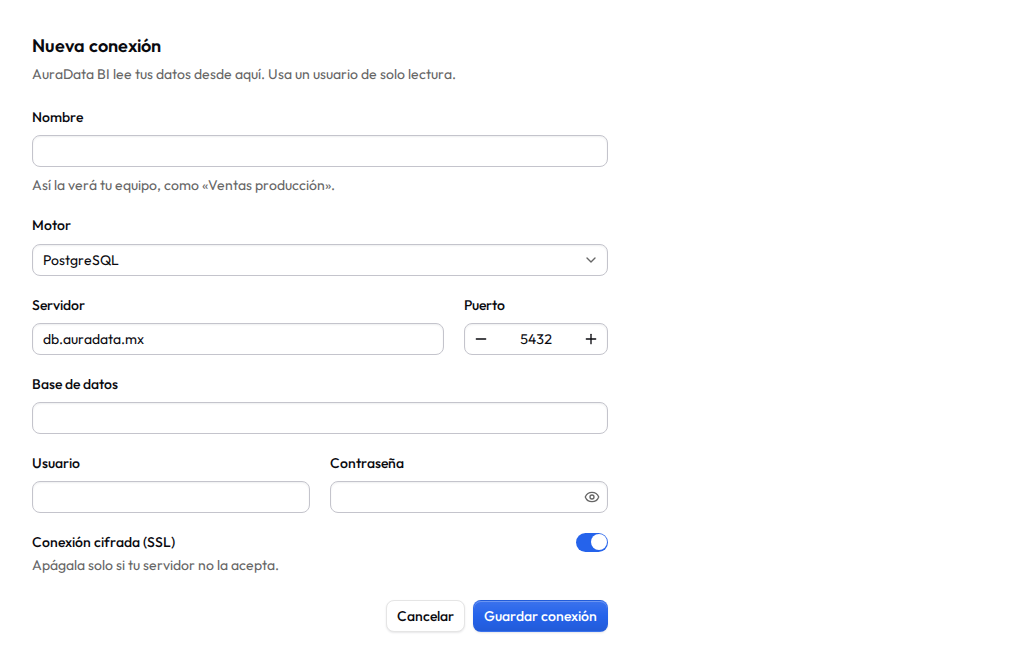 Nueva conexión
AuraData BI lee tus datos desde aquí. Usa un usuario de solo lectura.
Nombre
Así la verá tu equipo, como «Ventas producción».
Motor
PostgreSQL
Servidor
Puerto
db.auradata.mx
5432
Base de datos
Usuario
Contraseña
Conexión cifrada (SSL)
Apágala solo si tu servidor no la acepta.
Cancelar
Guardar conexión